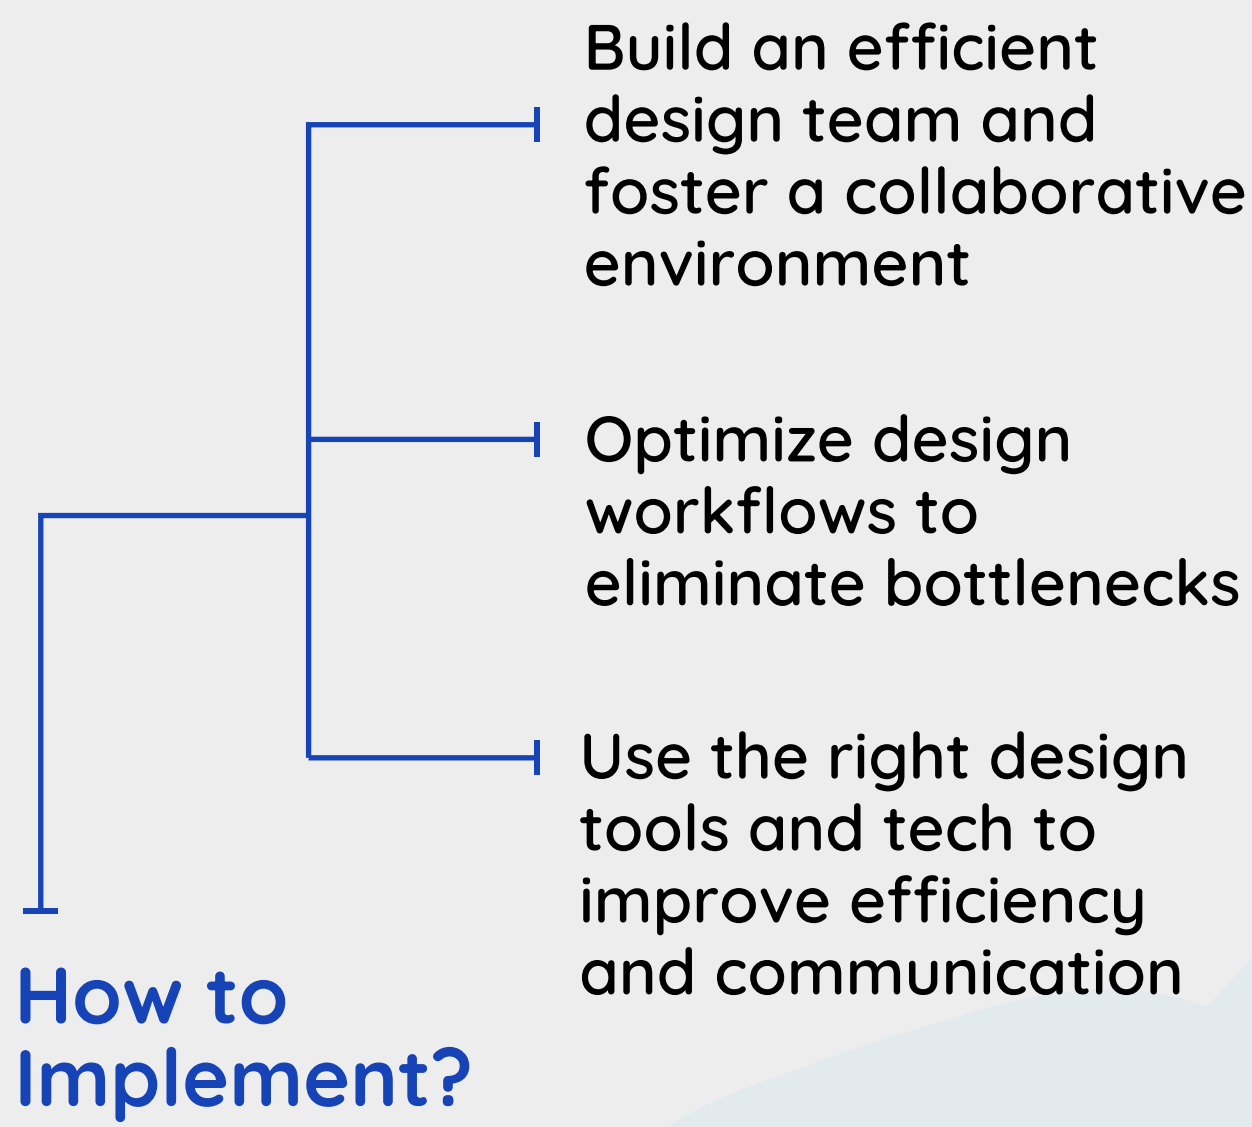 Build an efficient
design team and
foster a collaborative
environment
Optimize design
workflows to
eliminate bottlenecks
Use the right design
tools and tech to
improve efficiency
and communication
How to
Implement?